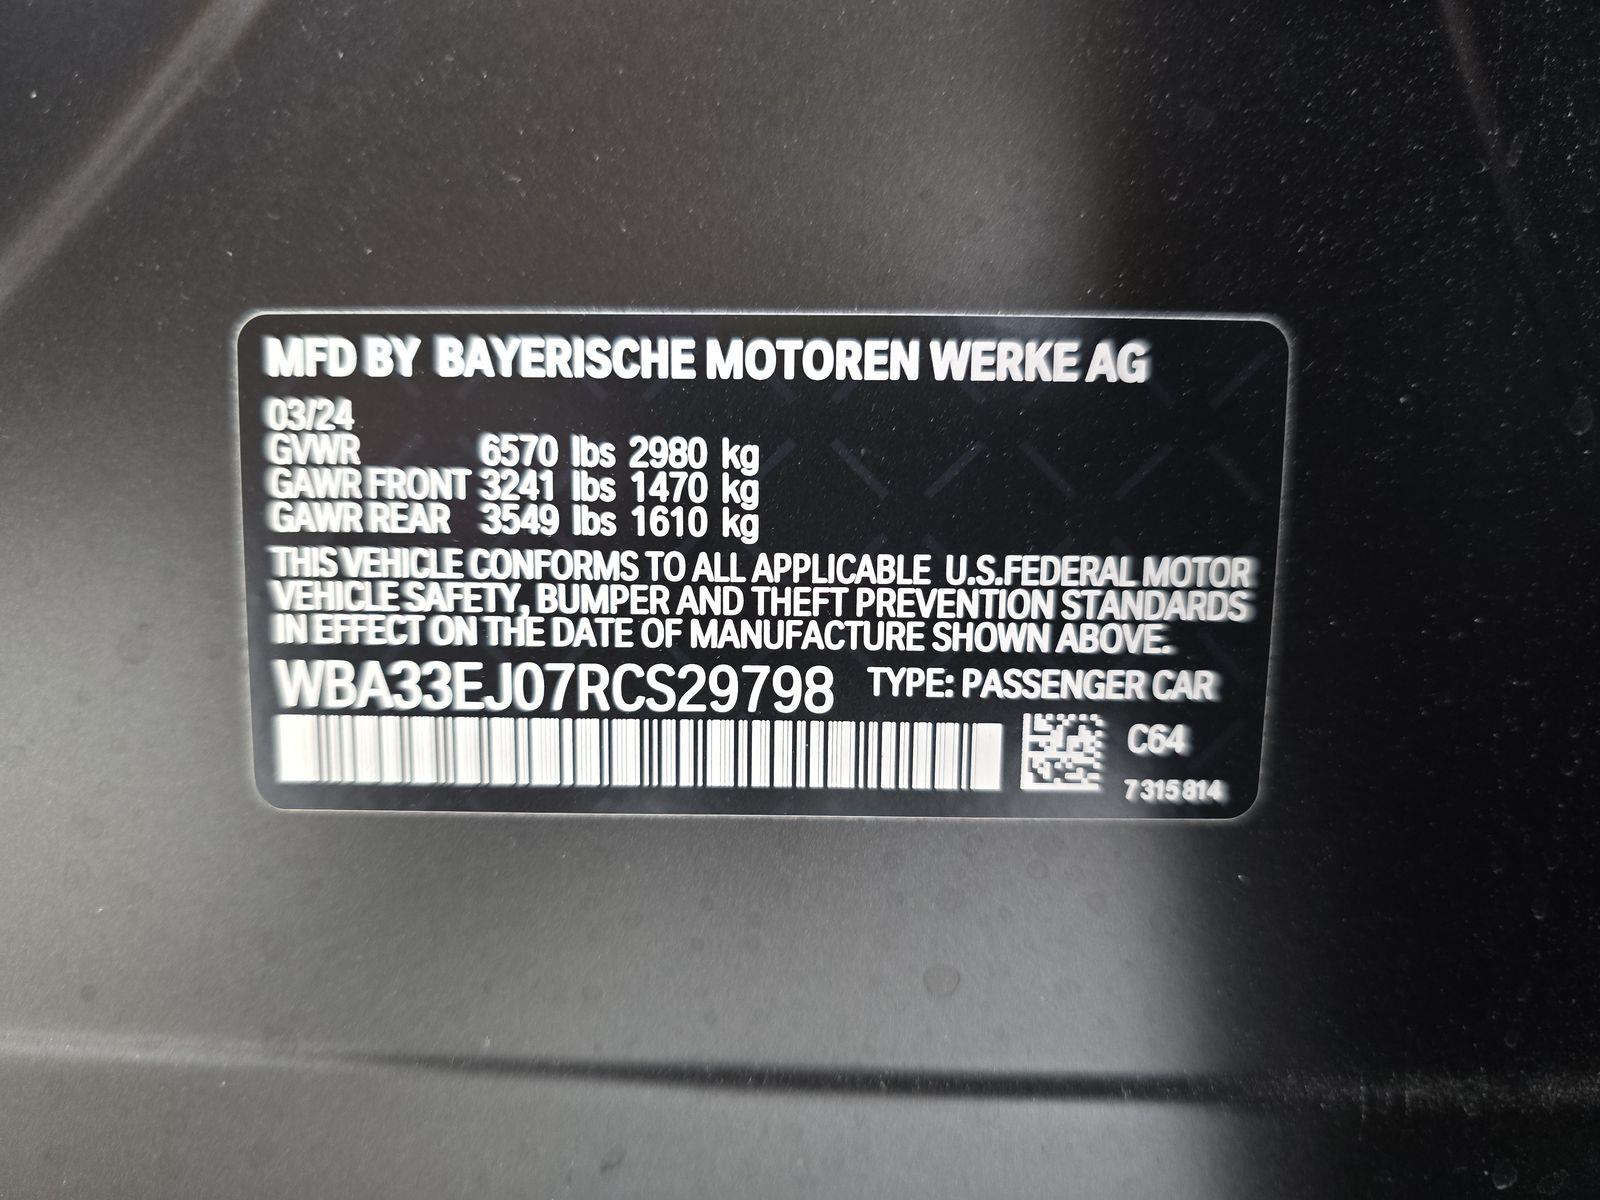 MFD BY BAYERISCHE MOTOREN WERKE AG
03/24
GVWR 6570 lbs 2980 kg
GAWR FRONT 3241 lbs 1470 kg
GAWR REAR 3549 lbs 1610 kg
THIS VEHICLE CONFORMS TO ALL APPLICABLE U.S.FEDERAL MOTOR
VEHICLE SAFETY, BUMPER AND THEFT PREVENTION STANDARDS
IN EFFECT ON THE DATE OF MANUFACTURE SHOWN ABOVE.
WBA33EJ07RCS29798 TYPE: PASSENGER CAR
C64
7 315 814